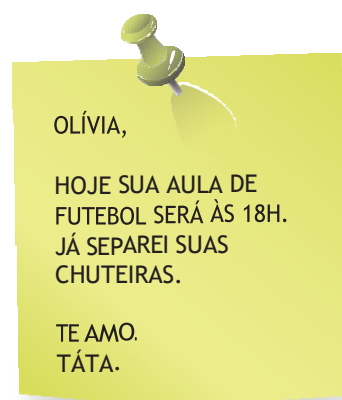 OLÍVIA,
HOJE SUA AULA DE
FUTEBOL SERÁ ÀS 18H.
JÁ SEPAREI SUAS
CHUTEIRAS.
TE AMO.
TÁTA.